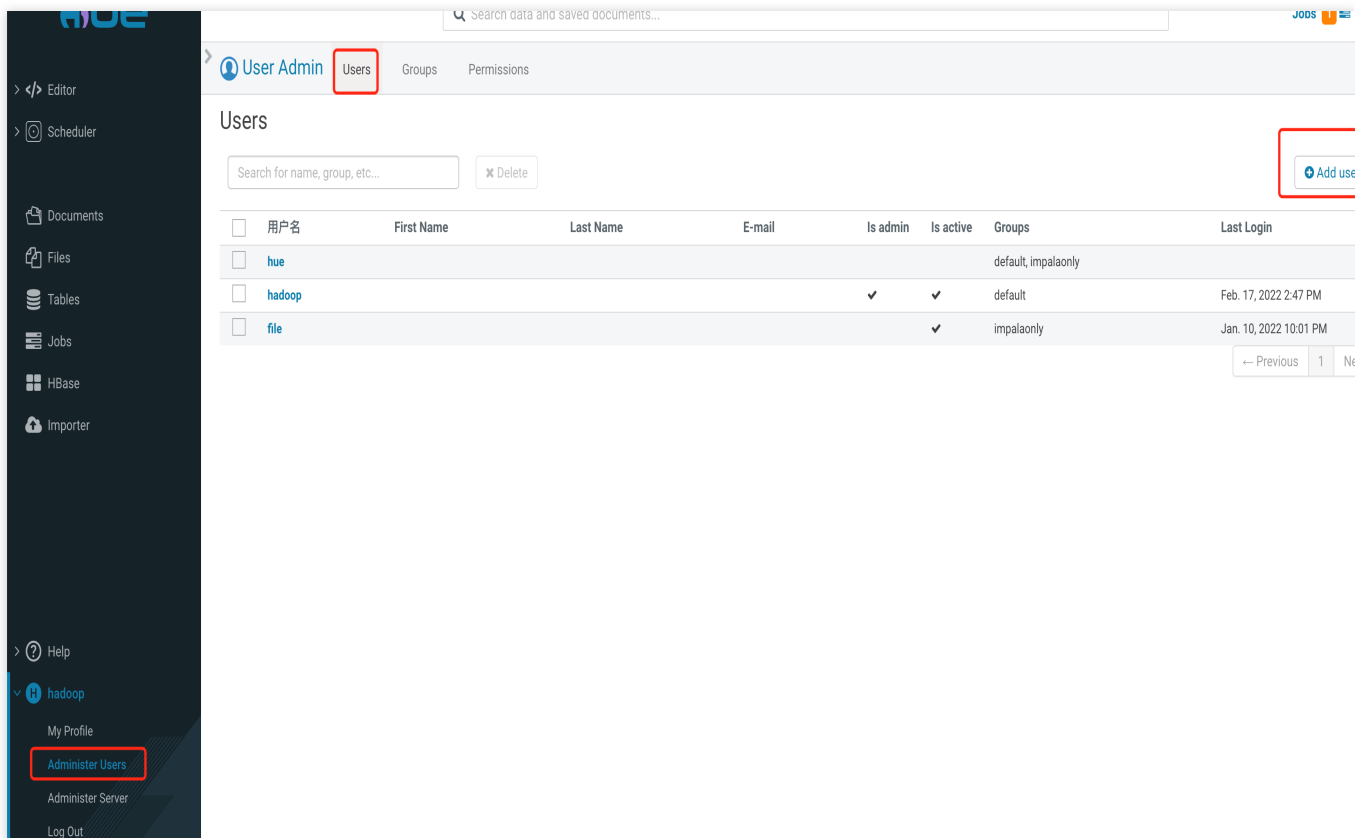 HUE
Search data and saved documents...
Jobs 1
User Admin Users Groups Permissions
Editor
Scheduler
Documents
Files
Tables
Jobs
HBase
Importer
Help
H hadoop
My Profile
Administer Users
Administer Server
Log Out
Users
Search for name, group, etc...
Delete
Add use
用户名 First Name Last Name E-mail Is admin Is active Groups Last Login
hue default, impalaonly
hadoop ✔ ✔ default Feb. 17, 2022 2:47 PM
file ✔ impalaonly Jan. 10, 2022 10:01 PM
← Previous 1 Ne